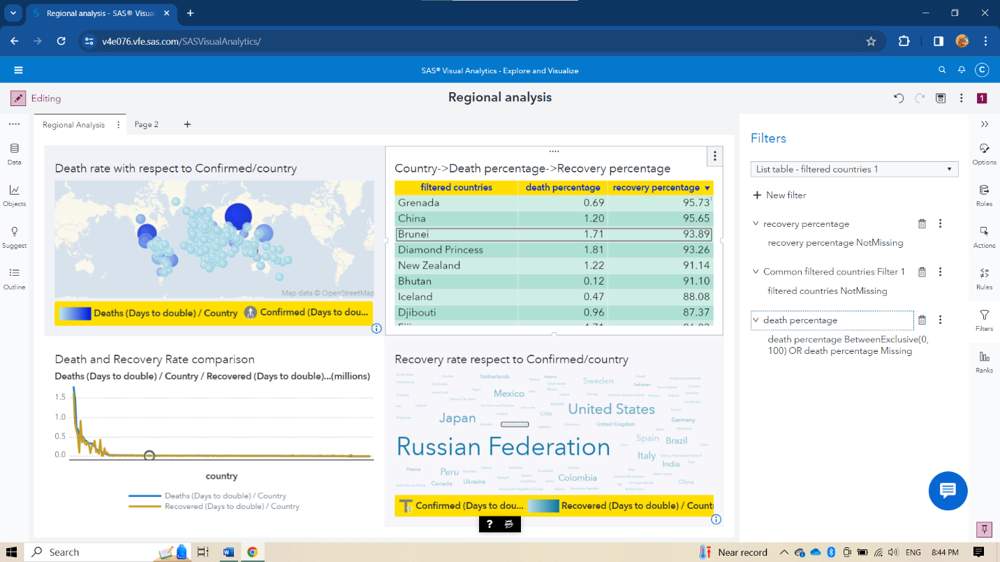 Regional analysis - SAS® Visual
v4e076.vfe.sas.com/SASVisualAnalytics/
SAS® Visual Analytics - Explore and Visualize
C
Editing
Regional analysis
1
Regional Analysis
Page 2
Data
Objects
Suggest
Outline
Death rate with respect to Confirmed/country
Map data © OpenStreetMap
Deaths (Days to double) / Country
Confirmed (Days to dou...
Country->Death percentage->Recovery percentage
filtered countries death percentage recovery percentage
Grenada 0.69 95.73
China 1.20 95.65
Brunei 1.71 93.89
Diamond Princess 1.81 93.26
New Zealand 1.22 91.14
Bhutan 0.12 91.10
Iceland 0.47 88.08
Djibouti 0.96 87.37
Death and Recovery Rate comparison
Deaths (Days to double) / Country / Recovered (Days to double)...(millions)
1.5
1.0
0.5
0.0
country
Deaths (Days to double) / Country
Recovered (Days to double) / Country
Recovery rate respect to Confirmed/country
Netherlands
Sweden
Mexico
United States
Japan
Chile
Germany
United Kingdom
Russian Federation
Spain
Brazil
Italy
India
France
Peru
Colombia
Canada
Ukraine
China
Confirmed (Days to dou...
Recovered (Days to double) / Count
?
Filters
List table - filtered countries 1
New filter
recovery percentage
recovery percentage NotMissing
Common filtered countries Filter 1
filtered countries NotMissing
death percentage
death percentage BetweenExclusive(0,
100) OR death percentage Missing
Options
Roles
Actions
Rules
Filters
Ranks
Search
Near record
ENG
8:44 PM